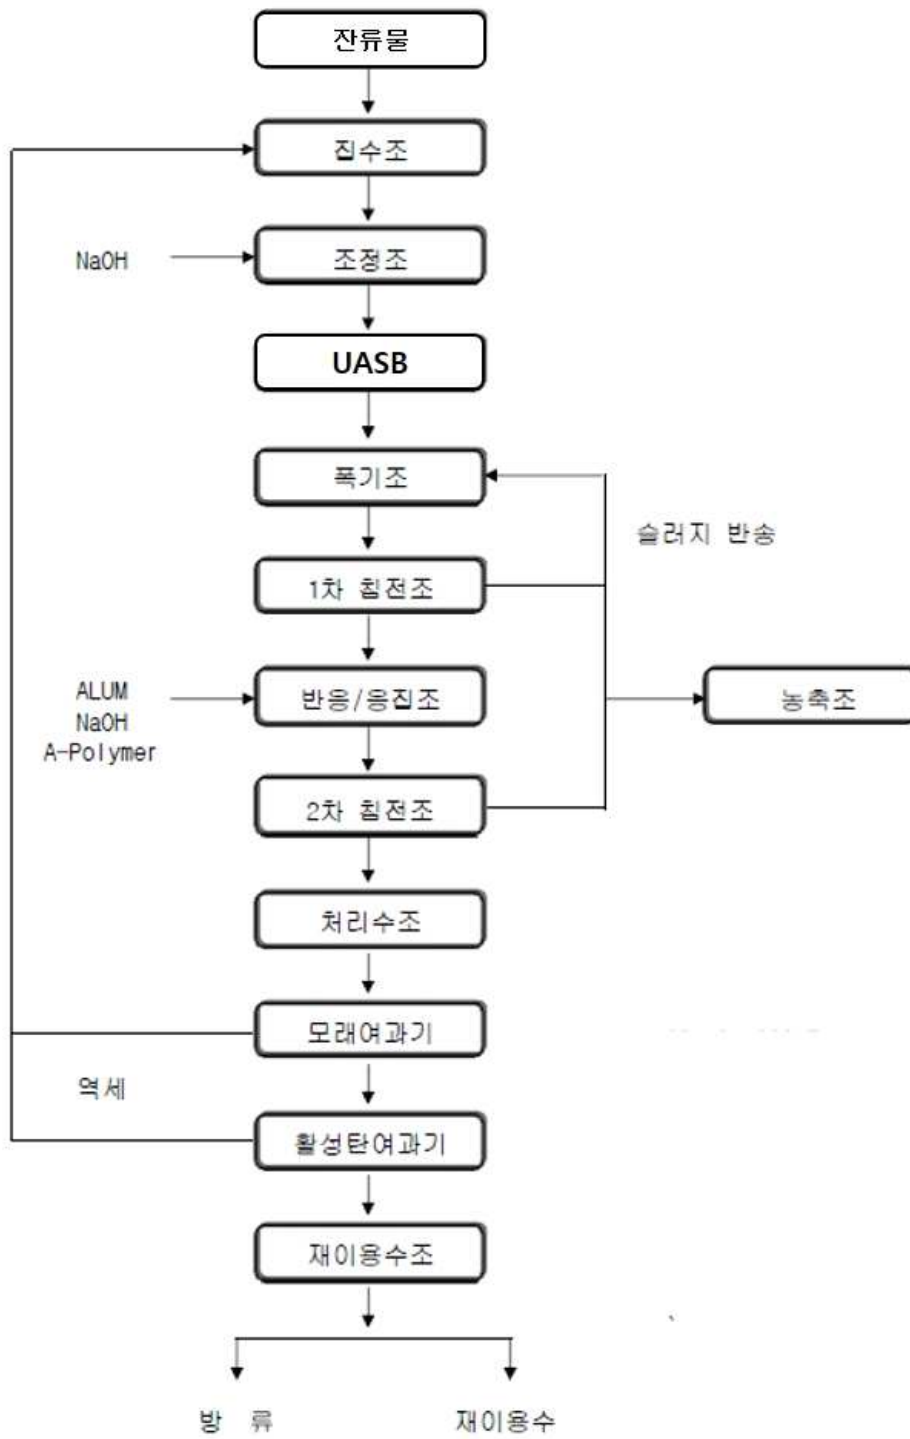 잔류물
집수조
NaOH
조정조
UASB
폭기조
슬러지 반송
1차 침전조
ALUM
NaOH
A-Polymer
반응/응집조
농축조
2차 침전조
처리수조
모래여과기
역세
활성탄여과기
재이용수조
방 류
재이용수